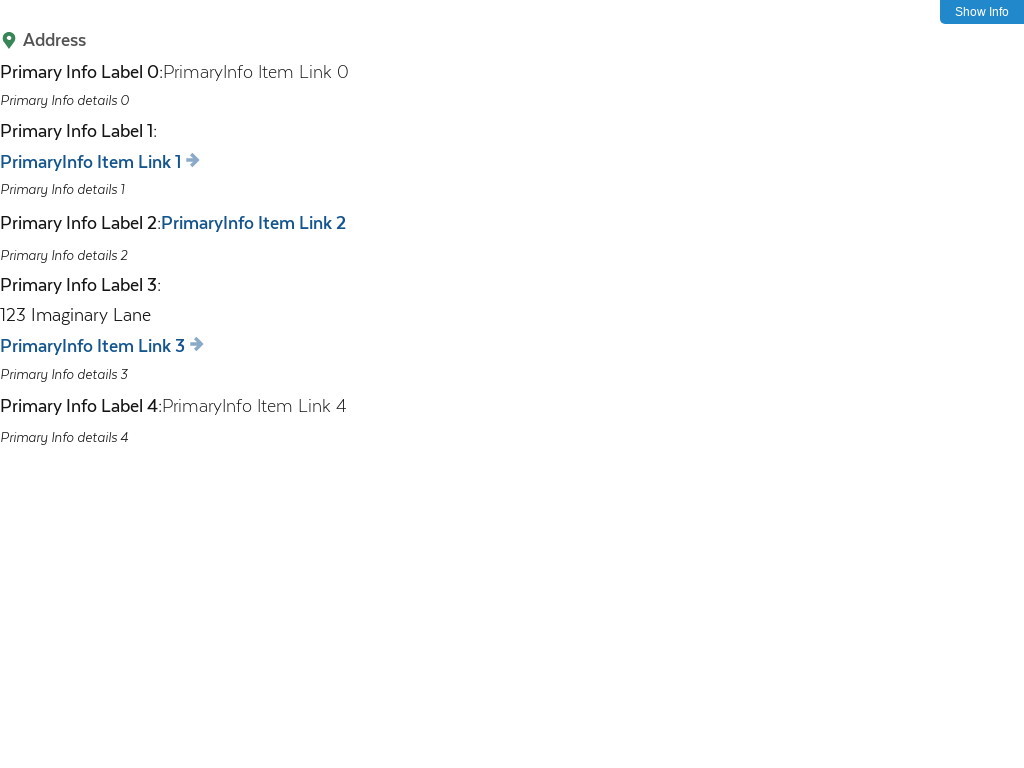 Show Info
Address
Primary Info Label 0:PrimaryInfo Item Link 0
Primary Info details 0
Primary Info Label 1:
PrimaryInfo Item Link 1
Primary Info details 1
Primary Info Label 2:PrimaryInfo Item Link 2
Primary Info details 2
Primary Info Label 3:
123 Imaginary Lane
PrimaryInfo Item Link 3
Primary Info details 3
Primary Info Label 4:PrimaryInfo Item Link 4
Primary Info details 4